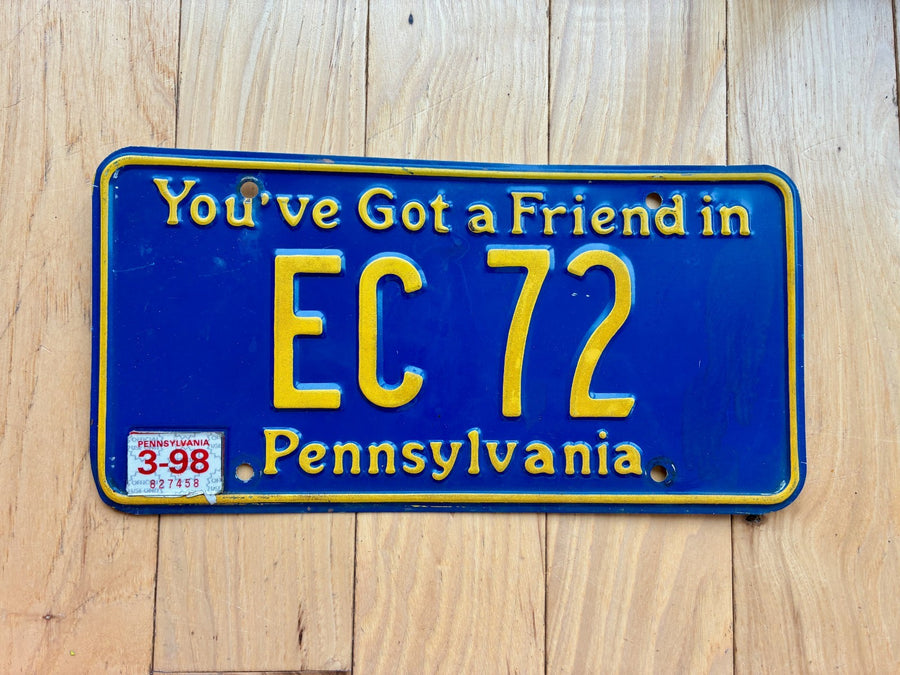 You've Got a Friend in
EC 72
Pennsylvania
PENNSYLVANIA
3-98
827458